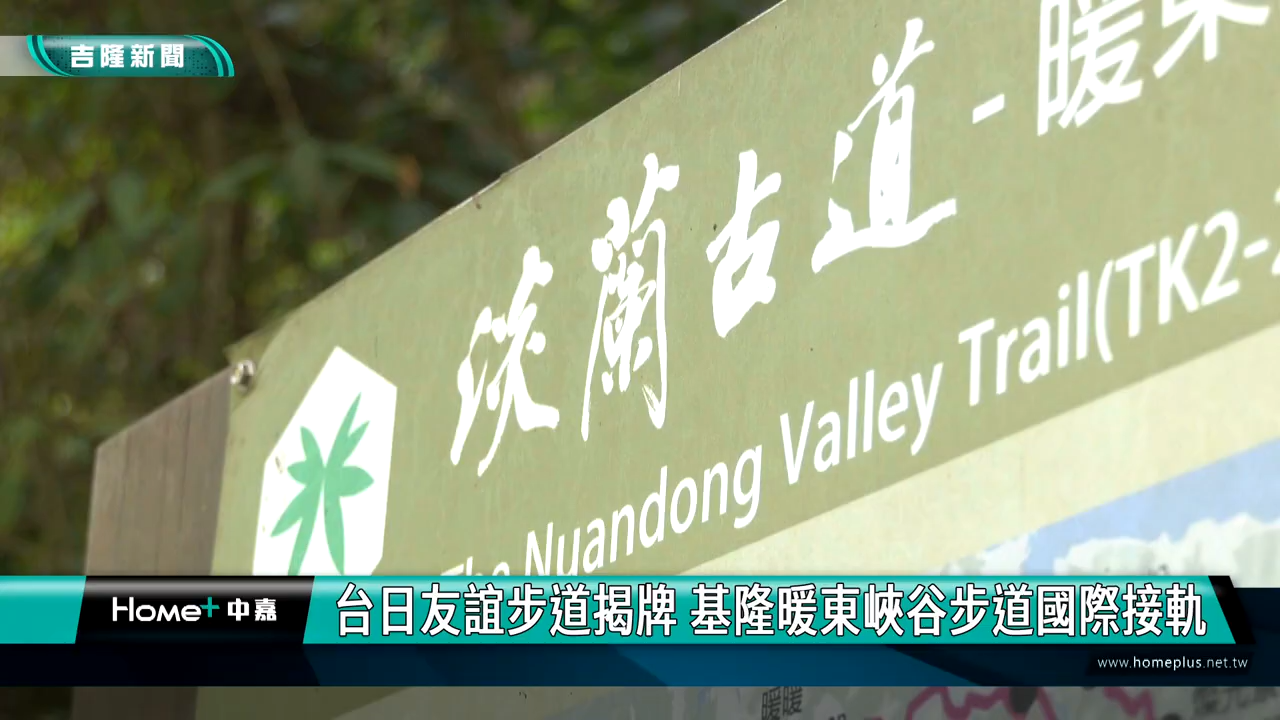 吉隆新聞
淡蘭古道-暖東
The Nuandong Valley Trail(TK2-
Home+中嘉
台日友誼步道揭牌 基隆暖東峽谷步道國際接軌
www.homeplus.net.tw
暖暖